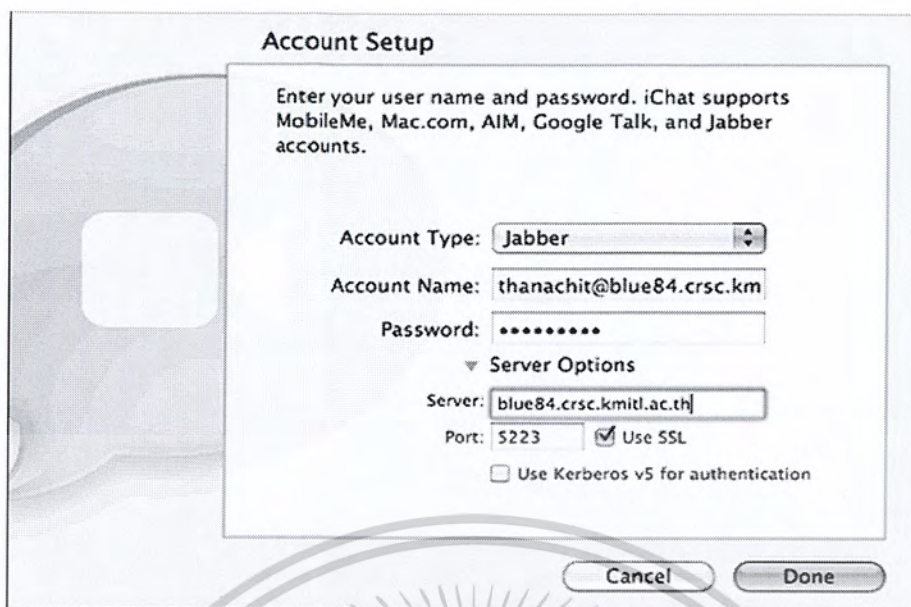 Account Setup
Enter your user name and password. iChat supports
MobileMe, Mac.com, AIM, Google Talk, and Jabber
accounts.
Account Type: Jabber
Account Name: thanachit@blue84.crsc.km
Password: •••••••••
Server Options
Server: blue84.crsc.kmitl.ac.th
Port: 5223 Use SSL
Use Kerberos v5 for authentication
Cancel Done